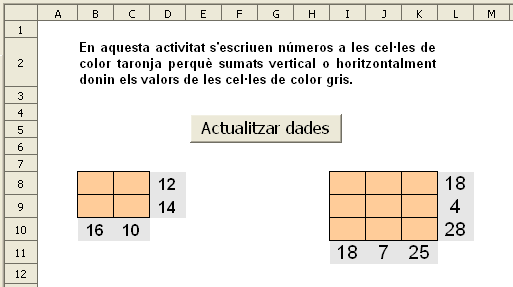 A B C D E F G H I J K L M
1
2 En aquesta activitat s'escriuen números a les cel·les de
color taronja perquè sumats vertical o horitzontalment
donin els valors de les cel·les de color gris.
3
4
5 Actualitzar dades
6
7
8 12 18
9 14 4
10 16 10 28
11 18 7 25
12